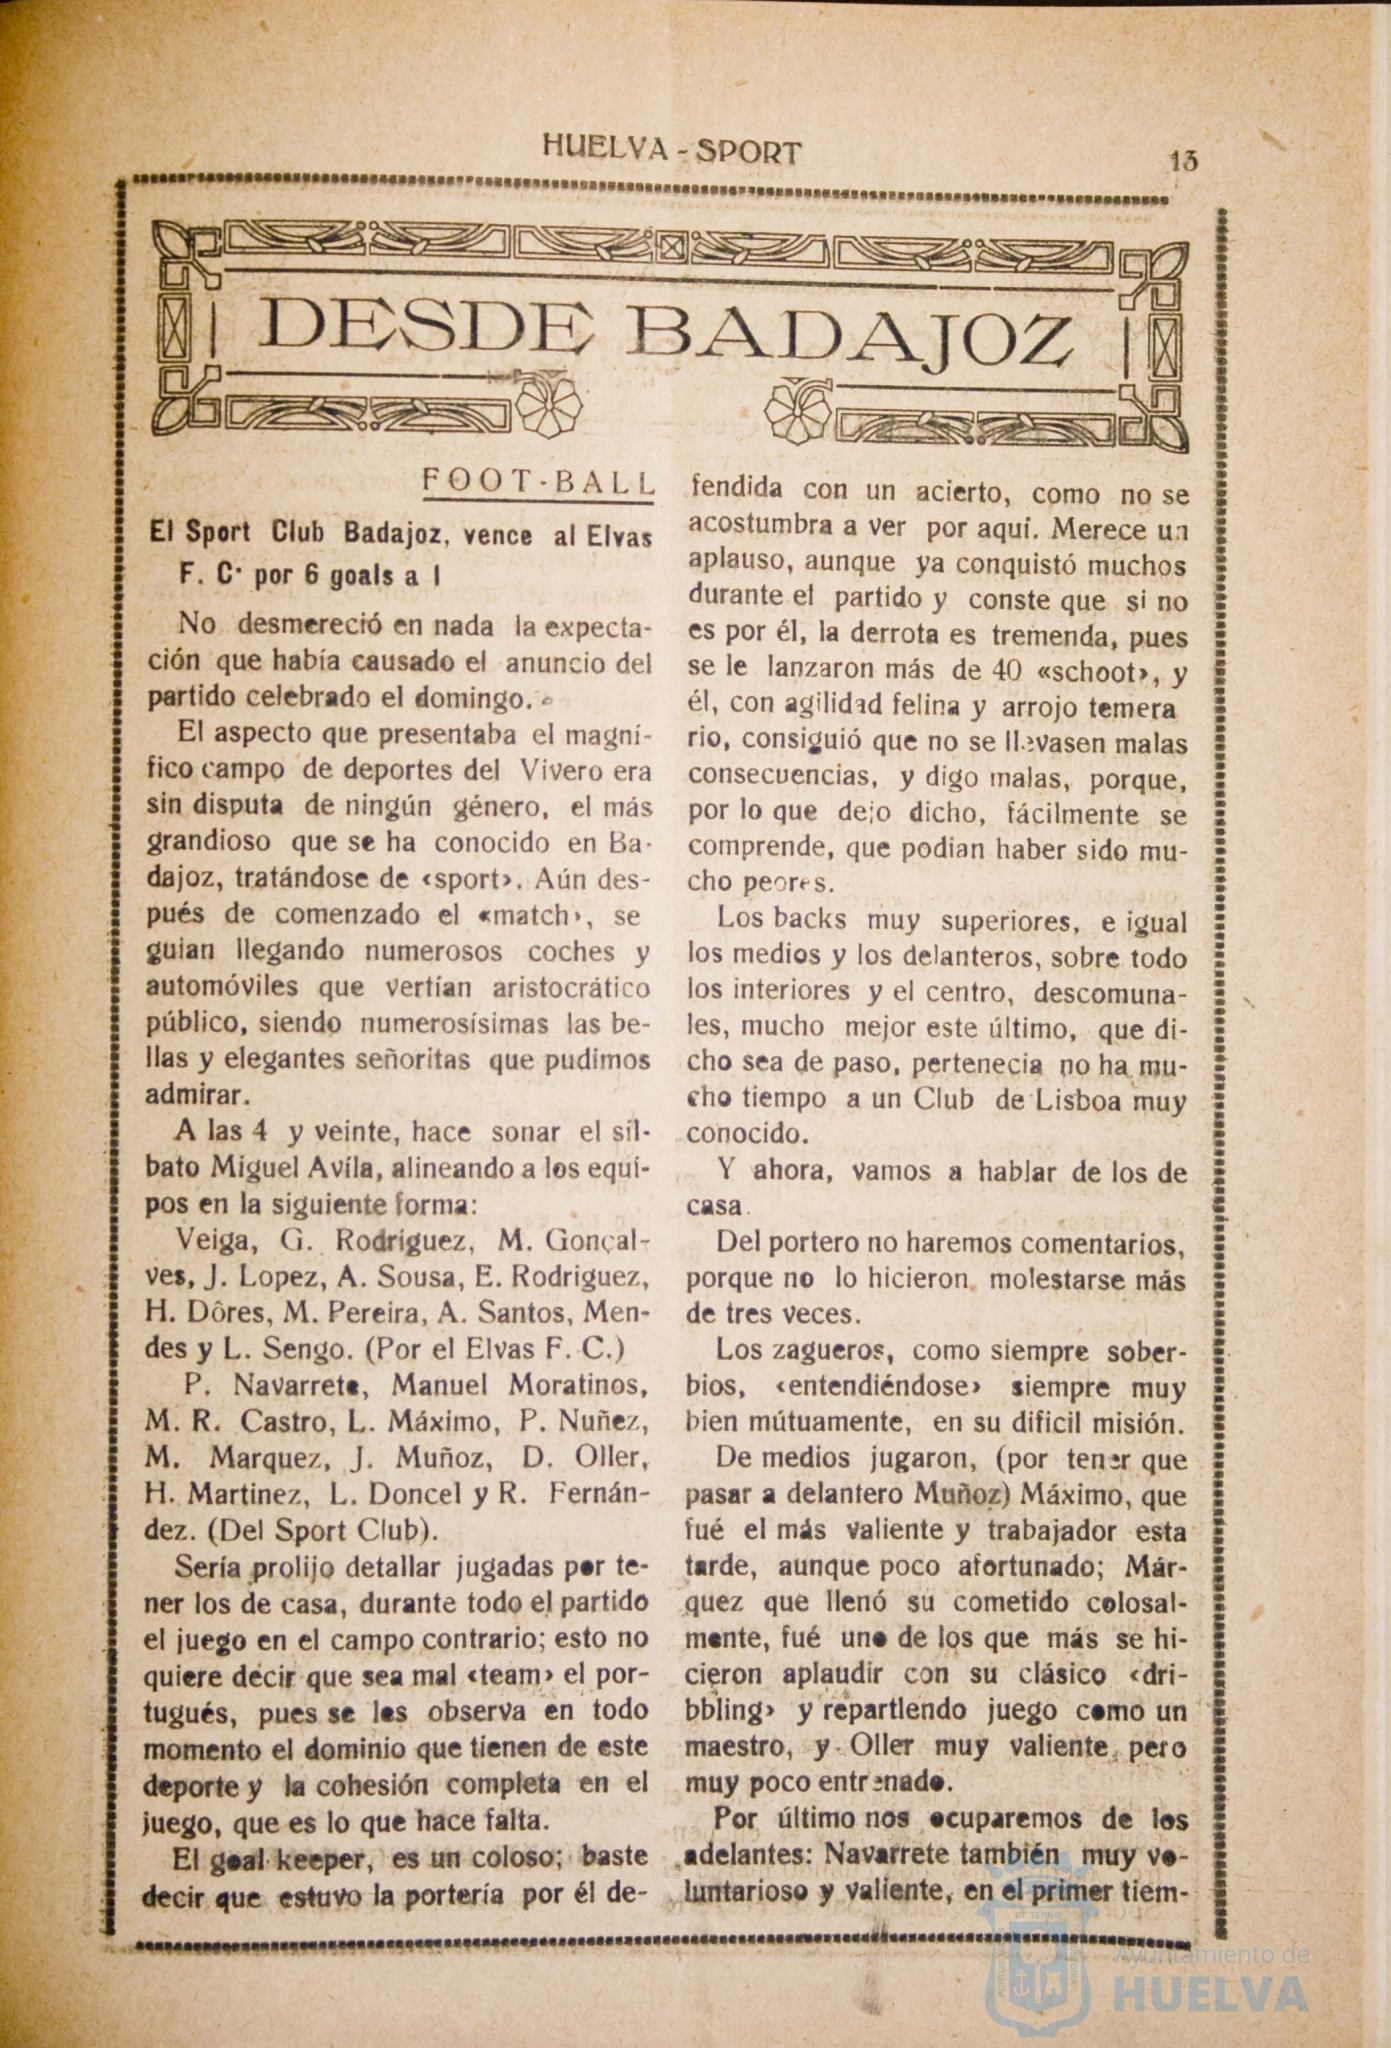 HUELVA - SPORT
13
DESDE BADAJOZ
FOOT-BALL
El Sport Club Badajoz, vence al Elvas
F. C. por 6 goals a 1
No desmereció en nada la expecta-
ción que había causado el anuncio del
partido celebrado el domingo.
El aspecto que presentaba el magní-
fico campo de deportes del Vivero era
sin disputa de ningún género, el más
grandioso que se ha conocido en Ba-
dajoz, tratándose de «sport». Aún des-
pués de comenzado el «match», se
guian llegando numerosos coches y
automóviles que vertían aristocrático
público, siendo numerosísimas las be-
llas y elegantes señoritas que pudimos
admirar.
A las 4 y veinte, hace sonar el sil-
bato Miguel Avíla, alineando a los equi-
pos en la siguiente forma:
Veiga, G. Rodriguez, M. Gonçal-
ves, J. Lopez, A. Sousa, E. Rodriguez,
H. Dôres, M. Pereira, A. Santos, Men-
des y L. Sengo. (Por el Elvas F. C.)
P. Navarrete, Manuel Moratinos,
M. R. Castro, L. Máximo, P. Nuñez,
M. Marquez, J. Muñoz, D. Oller,
H. Martinez, L. Doncel y R. Fernán-
dez. (Del Sport Club).
Sería prolijo detallar jugadas por te-
ner los de casa, durante todo el partido
el juego en el campo contrario; esto no
quiere decir que sea mal «team» el por-
tugués, pues se les observa en todo
momento el dominio que tienen de este
deporte y la cohesión completa en el
juego, que es lo que hace falta.
El goal keeper, es un coloso; baste
decir que estuvo la portería por él de-
fendida con un acierto, como no se
acostumbra a ver por aquí. Merece un
aplauso, aunque ya conquistó muchos
durante el partido y conste que si no
es por él, la derrota es tremenda, pues
se le lanzaron más de 40 «schoot», y
él, con agilidad felina y arrojo temera
rio, consiguió que no se llevasen malas
consecuencias, y digo malas, porque,
por lo que dejo dicho, fácilmente se
comprende, que podian haber sido mu-
cho peores.
Los backs muy superiores, e igual
los medios y los delanteros, sobre todo
los interiores y el centro, descomuna-
les, mucho mejor este último, que di-
cho sea de paso, pertenecia no ha mu-
cho tiempo a un Club de Lisboa muy
conocido.
Y ahora, vamos a hablar de los de
casa.
Del portero no haremos comentarios,
porque no lo hicieron molestarse más
de tres veces.
Los zagueros, como siempre sober-
bios, «entendiéndose» siempre muy
bien mútuamente, en su dificil misión.
De medios jugaron, (por tener que
pasar a delantero Muñoz) Máximo, que
fué el más valiente y trabajador esta
tarde, aunque poco afortunado; Már-
quez que llenó su cometido colosal-
mente, fué uno de los que más se hi-
cieron aplaudir con su clásico «dri-
bbling» y repartlendo juego como un
maestro, y Oller muy valiente pero
muy poco entrenado.
Por último nos ocuparemos de los
adelantes: Navarrete también muy vo-
luntarioso y valiente, en el primer tiem-
Ayuntamiento de
HUELVA